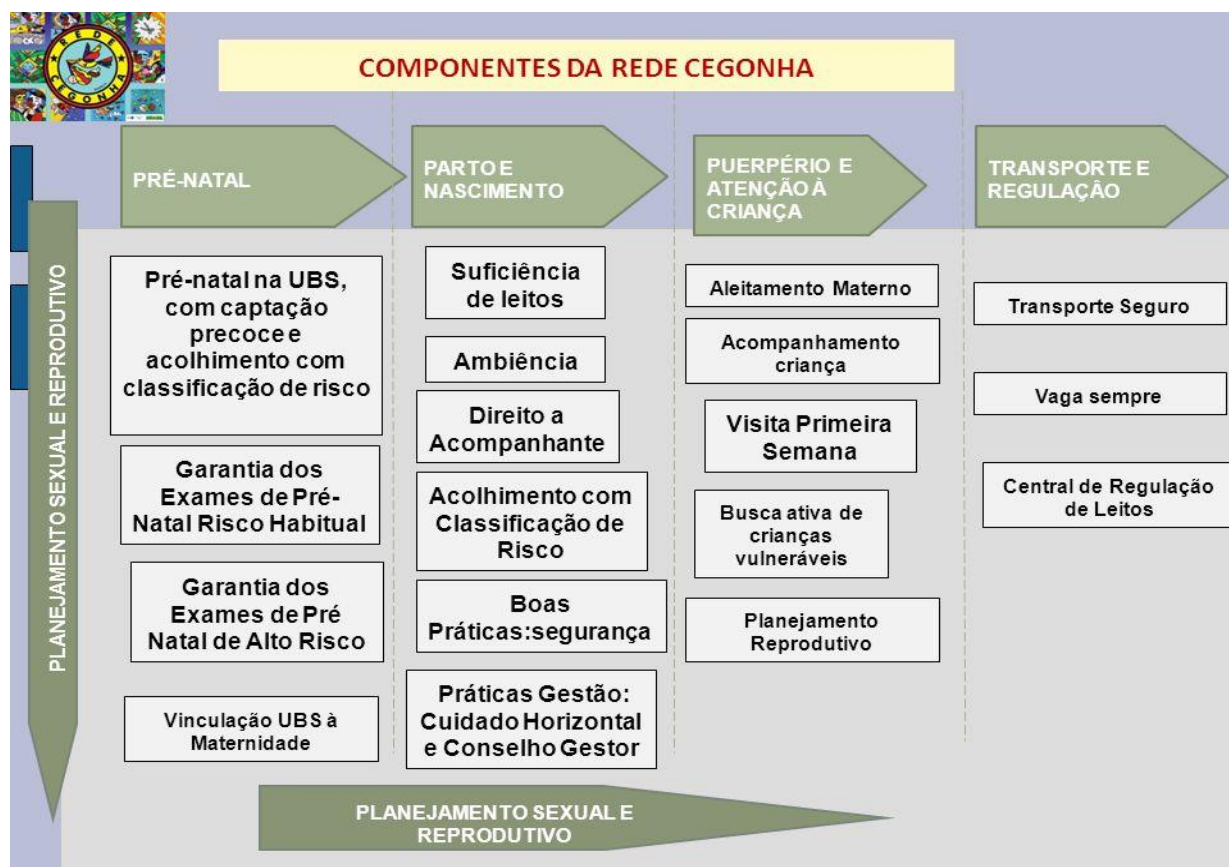 REDE
CEGONHA
COMPONENTES DA REDE CEGONHA
PRÉ-NATAL
PARTO E
NASCIMENTO
PUERPÉRIO E
ATENÇÃO À
CRIANÇA
TRANSPORTE E
REGULAÇÃO
PLANEJAMENTO SEXUAL E REPRODUTIVO
Pré-natal na UBS,
com captação
precoce e
acolhimento com
classificação de risco
Garantia dos
Exames de Pré-
Natal Risco Habitual
Garantia dos
Exames de Pré
Natal de Alto Risco
Vinculação UBS à
Maternidade
Suficiência
de leitos
Ambiência
Direito a
Acompanhante
Acolhimento com
Classificação de
Risco
Boas
Práticas:segurança
Práticas Gestão:
Cuidado Horizontal
e Conselho Gestor
Aleitamento Materno
Acompanhamento
criança
Visita Primeira
Semana
Busca ativa de
crianças
vulneráveis
Planejamento
Reprodutivo
Transporte Seguro
Vaga sempre
Central de Regulação
de Leitos
PLANEJAMENTO SEXUAL E
REPRODUTIVO